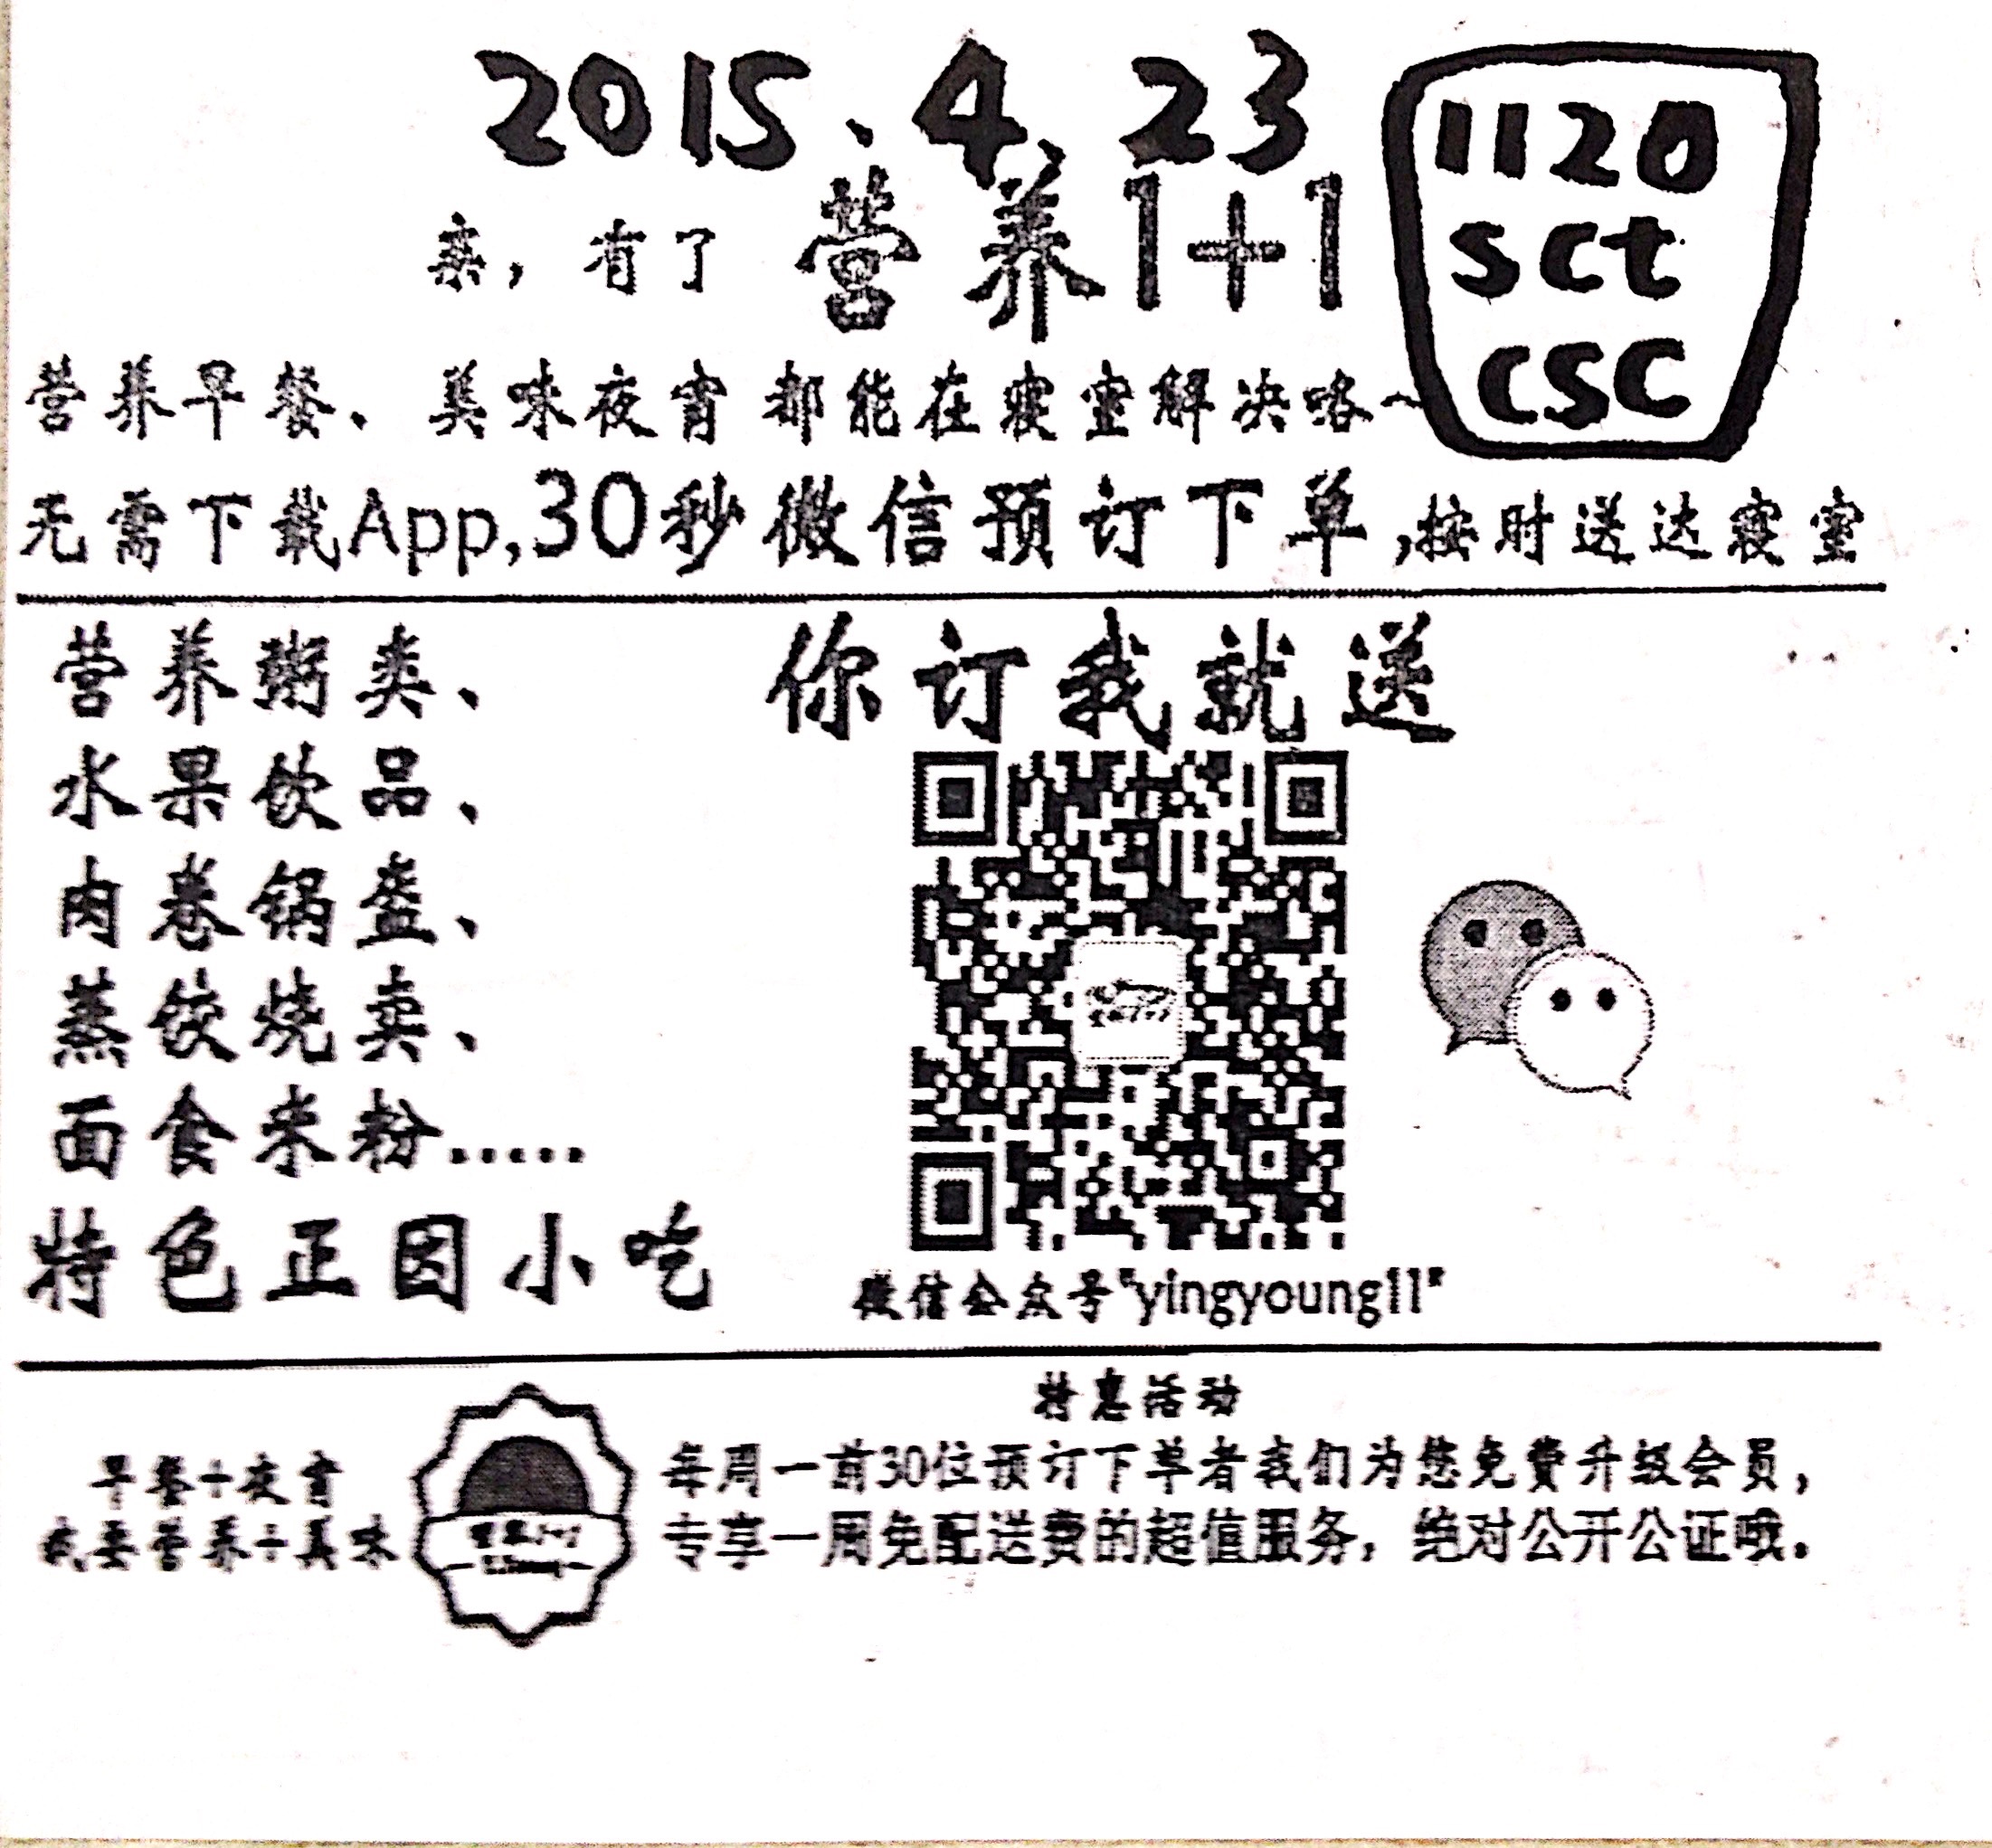 2015、4、23
1120
sct
csc
亲，有了 营养1+1
营养早餐、美味夜宵 都能在寝室解决咯~
无需下载App,30秒微信预订下单,按时送达寝室
营养粥类、
水果饮品、
肉卷锅盔、
蒸饺烧卖、
面食米粉.....
特色正因小吃
你订我就送
微信公众号"yingyoung11"
特惠活动
早餐+夜宵
我要营养+美味
每周一前30位预订下单者我们为您免费升级会员，
专享一周免配送费的超值服务，绝对公开公证哦。